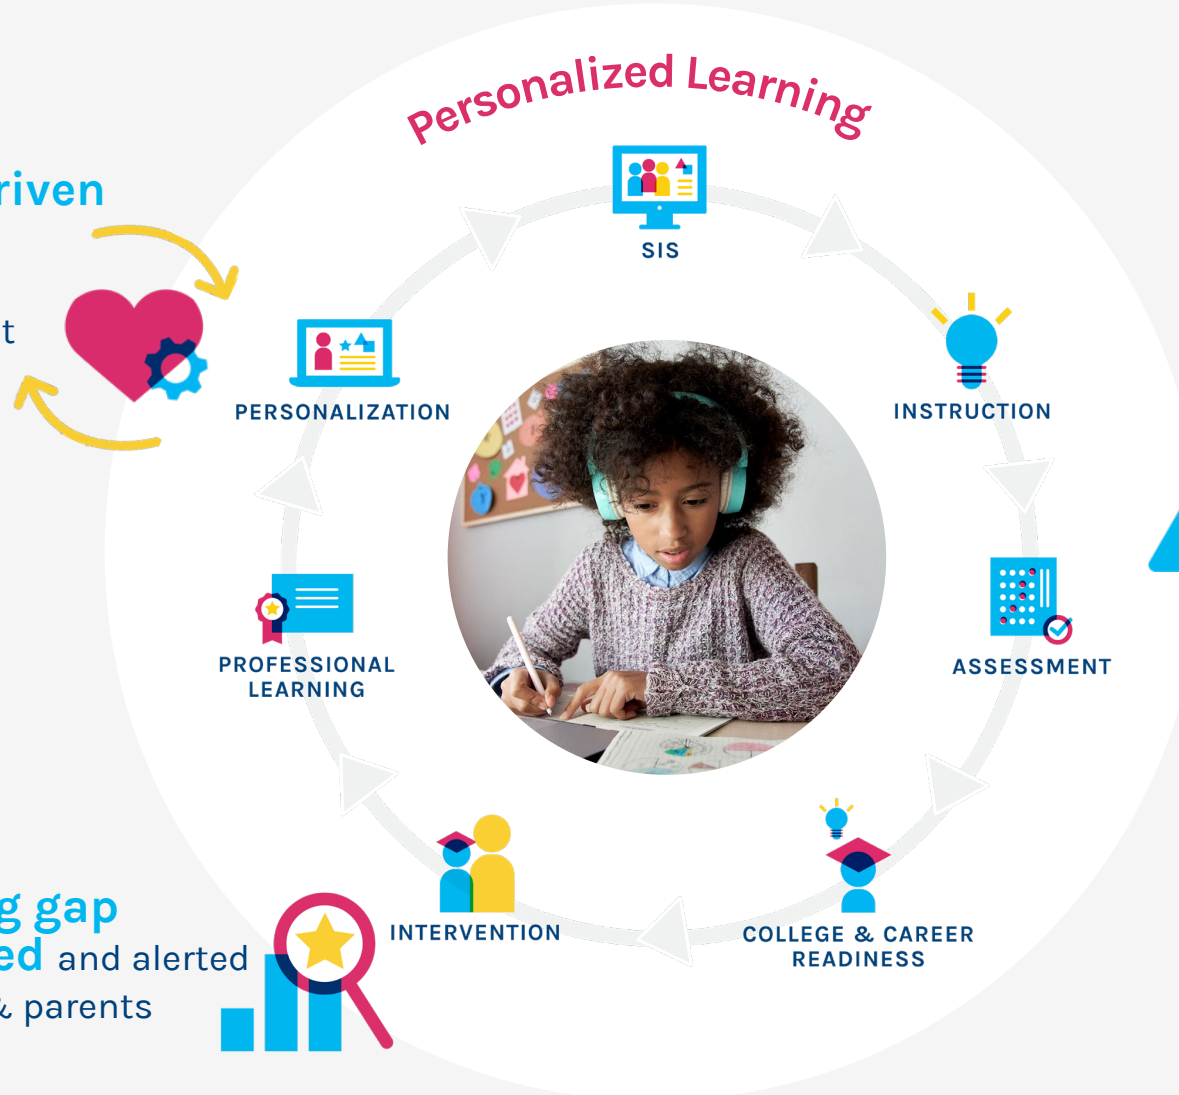 Personalized Learning
riven
t
SIS
PERSONALIZATION
INSTRUCTION
PROFESSIONAL
LEARNING
ASSESSMENT
INTERVENTION
COLLEGE & CAREER
READINESS
g gap
ed and alerted
& parents